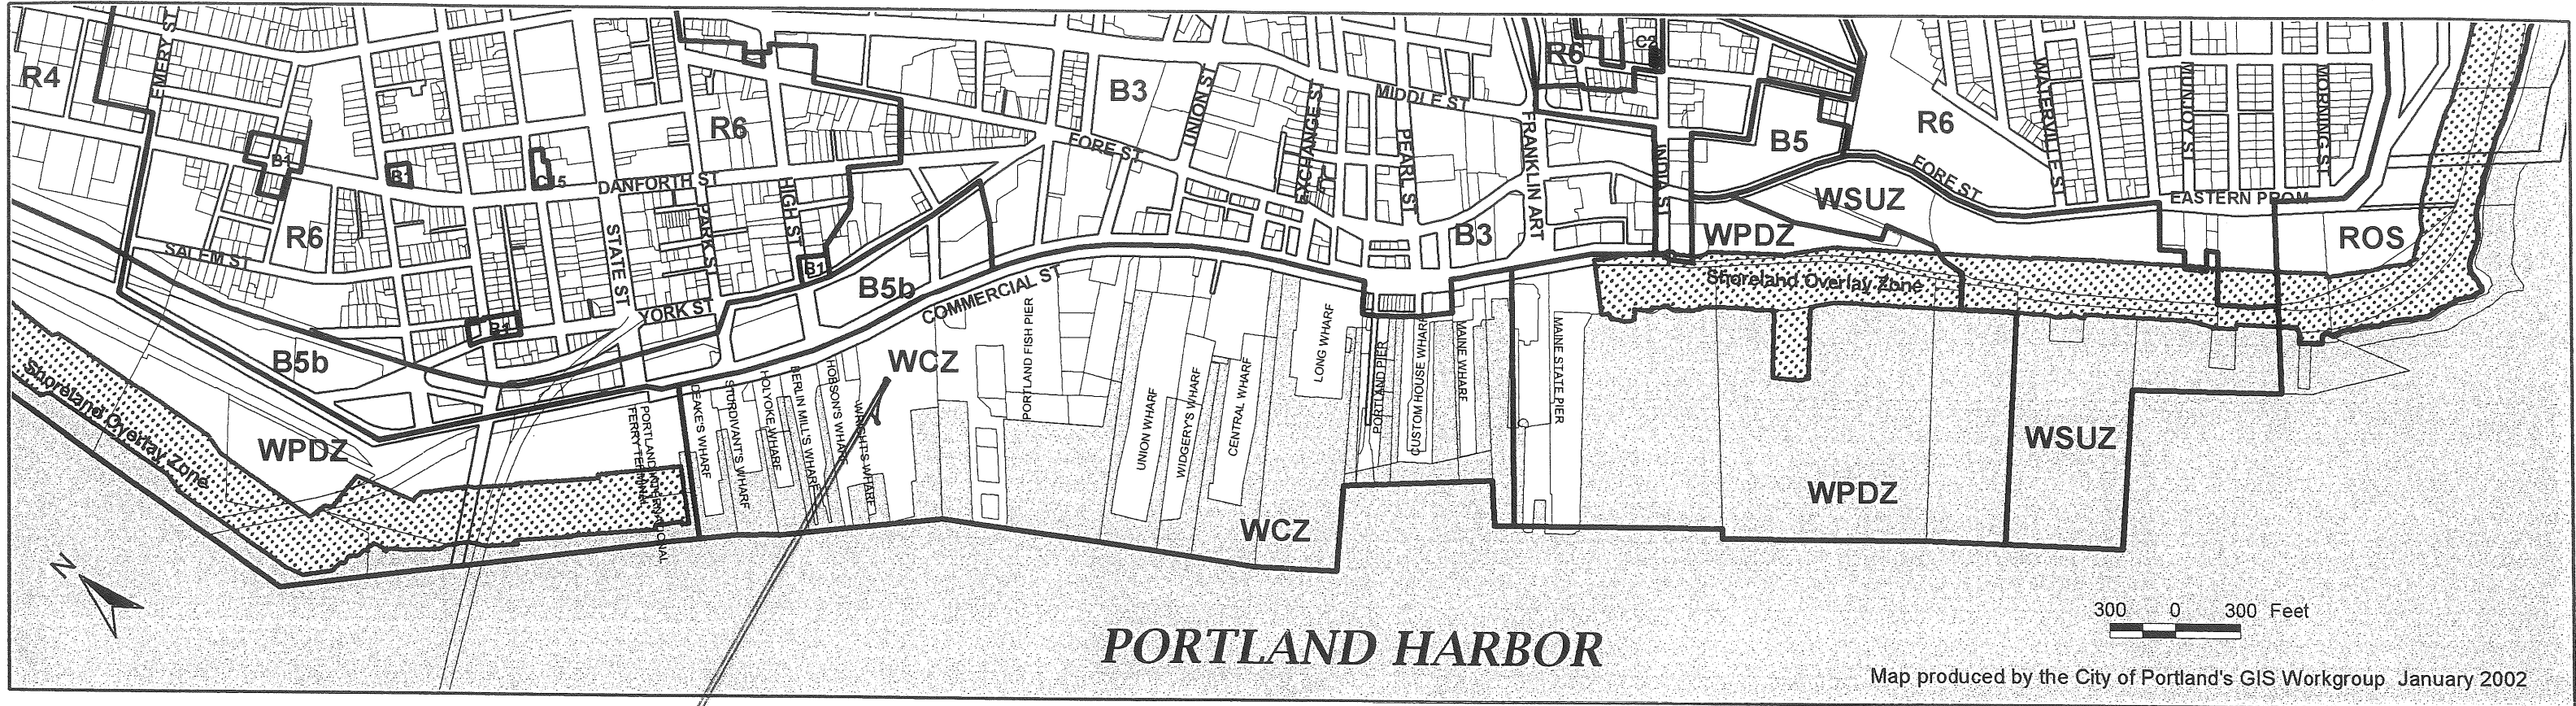 R4
EMERY ST
B1
R6
SALEM ST
B1
C15
DANFORTH ST
R6
STATE ST
PARK ST
HIGH ST
B1
B1
YORK ST
B5b
B5b
COMMERCIAL ST
B3
UNION ST
FORE ST
EXCHANGE ST
MIDDLE ST
PEARL ST
FRANKLIN ART
B3
R6
INDIA ST
B5
R6
WATERVILLE ST
MUNJOY ST
MORNING ST
FORE ST
EASTERN PROM
WSUZ
WPDZ
ROS
Shoreland Overlay Zone
Shoreland Overlay Zone
WPDZ
PORTLAND INTERNATIONAL
FERRY TERMINAL
DEAKE'S WHARF
STURDIVANT'S WHARF
HOLYOKE WHARF
BERLIN MILL'S WHARF
HOBSON'S WHARF
WRIGHT'S WHARF
WCZ
PORTLAND FISH PIER
UNION WHARF
WIDGERY'S WHARF
CENTRAL WHARF
LONG WHARF
PORTLAND PIER
CUSTOM HOUSE WHARF
MAINE WHARF
MAINE STATE PIER
WCZ
WPDZ
WSUZ
N
PORTLAND HARBOR
300 0 300 Feet
Map produced by the City of Portland's GIS Workgroup January 2002